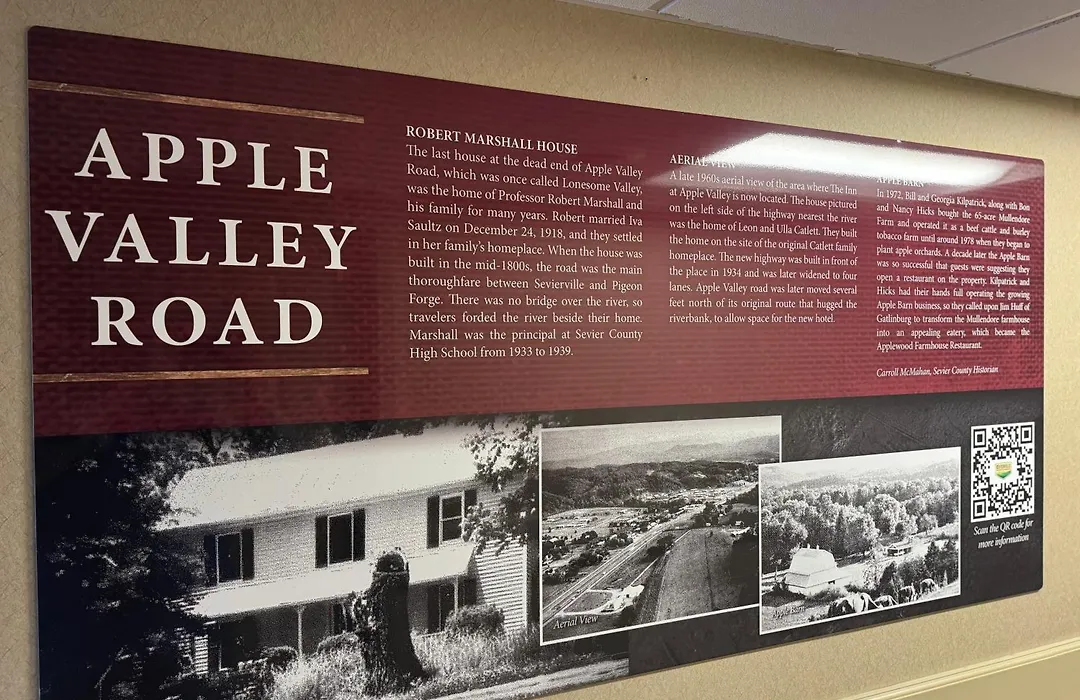 APPLE
VALLEY
ROAD
ROBERT MARSHALL HOUSE
The last house at the dead end of Apple Valley
Road, which was once called Lonesome Valley,
was the home of Professor Robert Marshall and
his family for many years. Robert married Iva
Saultz on December 24, 1918, and they settled
in her family's homeplace. When the house was
built in the mid-1800s, the road was the main
thoroughfare between Sevierville and Pigeon
Forge. There was no bridge over the river, so
travelers forded the river beside their home.
Marshall was the principal at Sevier County
High School from 1933 to 1939.
AERIAL VIEW
A late 1960s aerial view of the area where The Inn
at Apple Valley is now located. The house pictured
on the left side of the highway nearest the river
was the home of Leon and Ulla Catlett. They built
the home on the site of the original Catlett family
homeplace. The new highway was built in front of
the place in 1934 and was later widened to four
lanes. Apple Valley road was later moved several
feet north of its original route that hugged the
riverbank, to allow space for the new hotel.
APPLE BARN
In 1972, Bill and Georgia Kilpatrick, along with Bon
and Nancy Hicks bought the 65-acre Mullendore
Farm and operated it as a beef cattle and burley
tobacco farm until around 1978 when they began to
plant apple orchards. A decade later the Apple Barn
was so successful that guests were suggesting they
open a restaurant on the property. Kilpatrick and
Hicks had their hands full operating the growing
Apple Barn business, so they called upon Jim Huff of
Gatlinburg to transform the Mullendore farmhouse
into an appealing eatery, which became the
Applewood Farmhouse Restaurant.
Carroll McMahan, Sevier County Historian
Aerial View
Apple Barn
Scan the QR code for
more information